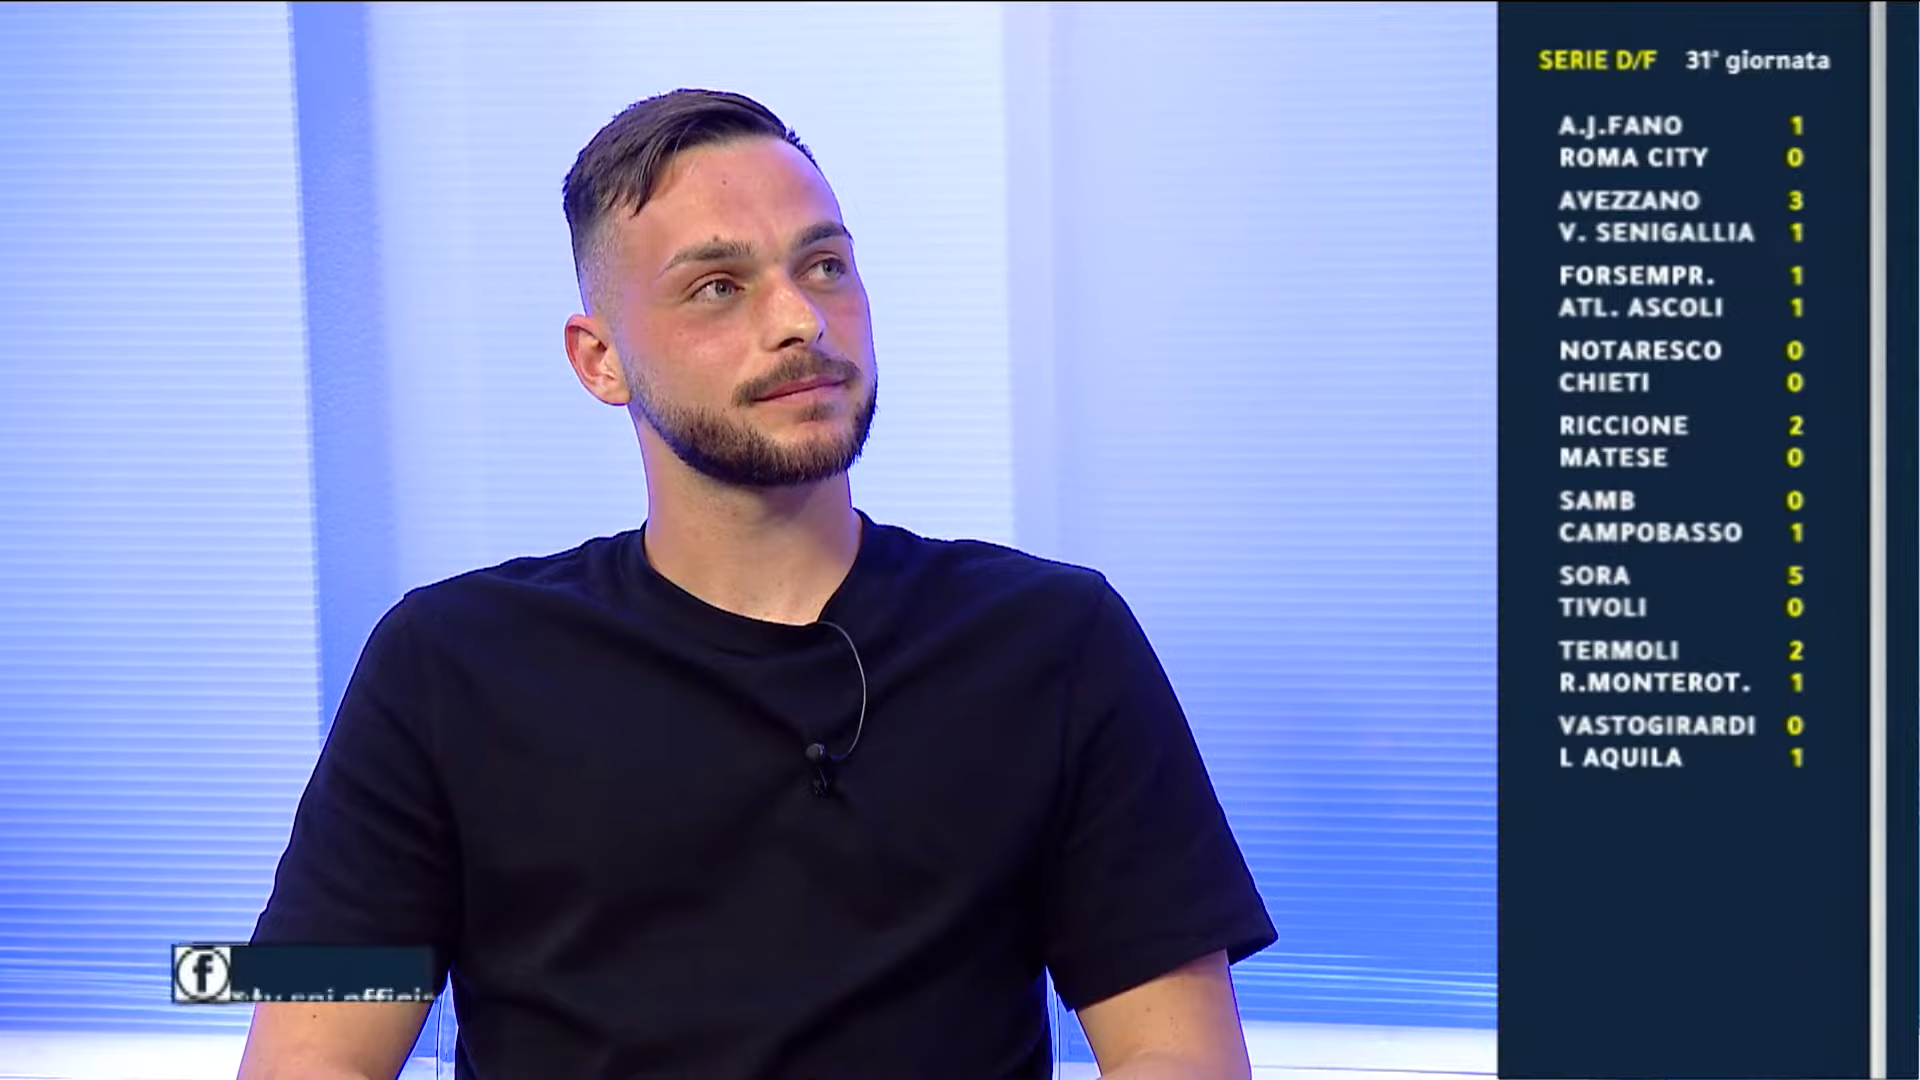 SERIE D/F 31ª giornata
A.J.FANO 1
ROMA CITY 0
AVEZZANO 3
V. SENIGALLIA 1
FORSEMPR. 1
ATL. ASCOLI 1
NOTARESCO 0
CHIETI 0
RICCIONE 2
MATESE 0
SAMB 0
CAMPOBASSO 1
SORA 5
TIVOLI 0
TERMOLI 2
R.MONTEROT. 1
VASTOGIRARDI 0
L AQUILA 1
f